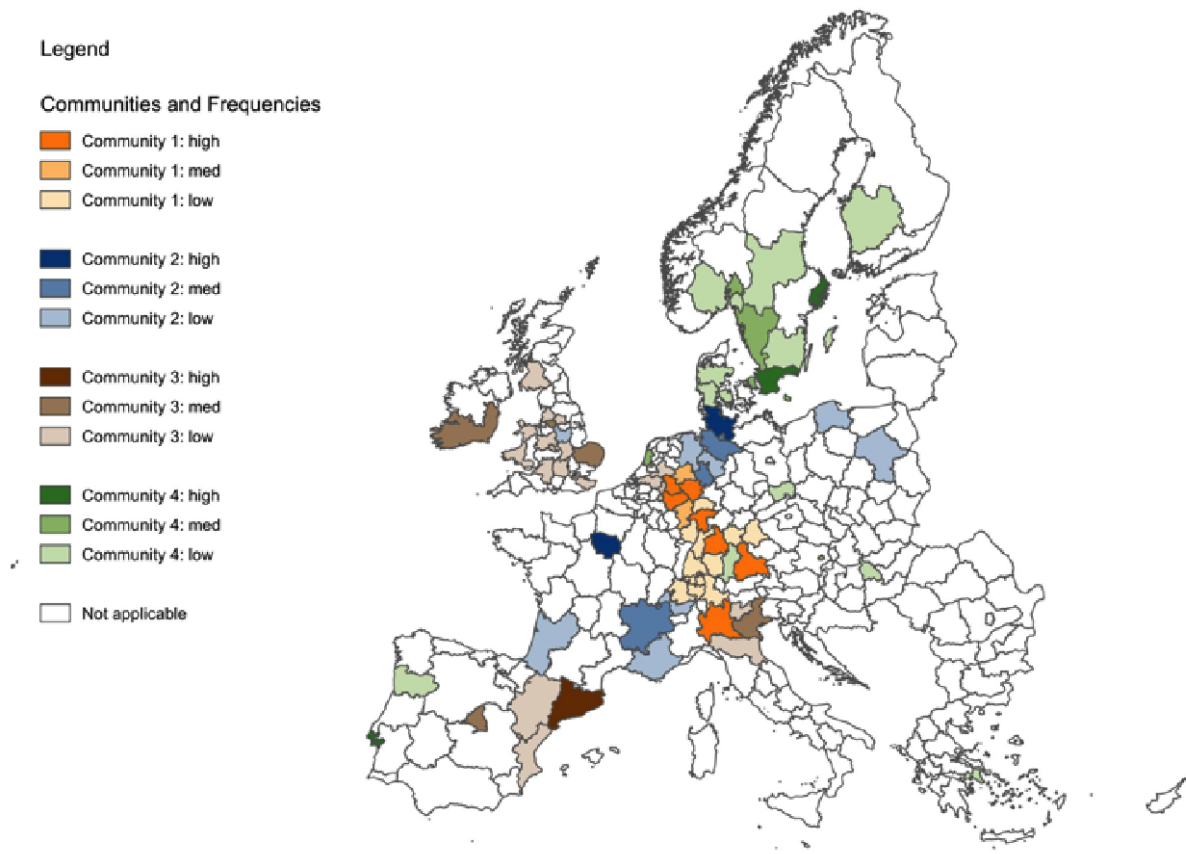 Legend
Communities and Frequencies
Community 1: high
Community 1: med
Community 1: low
Community 2: high
Community 2: med
Community 2: low
Community 3: high
Community 3: med
Community 3: low
Community 4: high
Community 4: med
Community 4: low
Not applicable